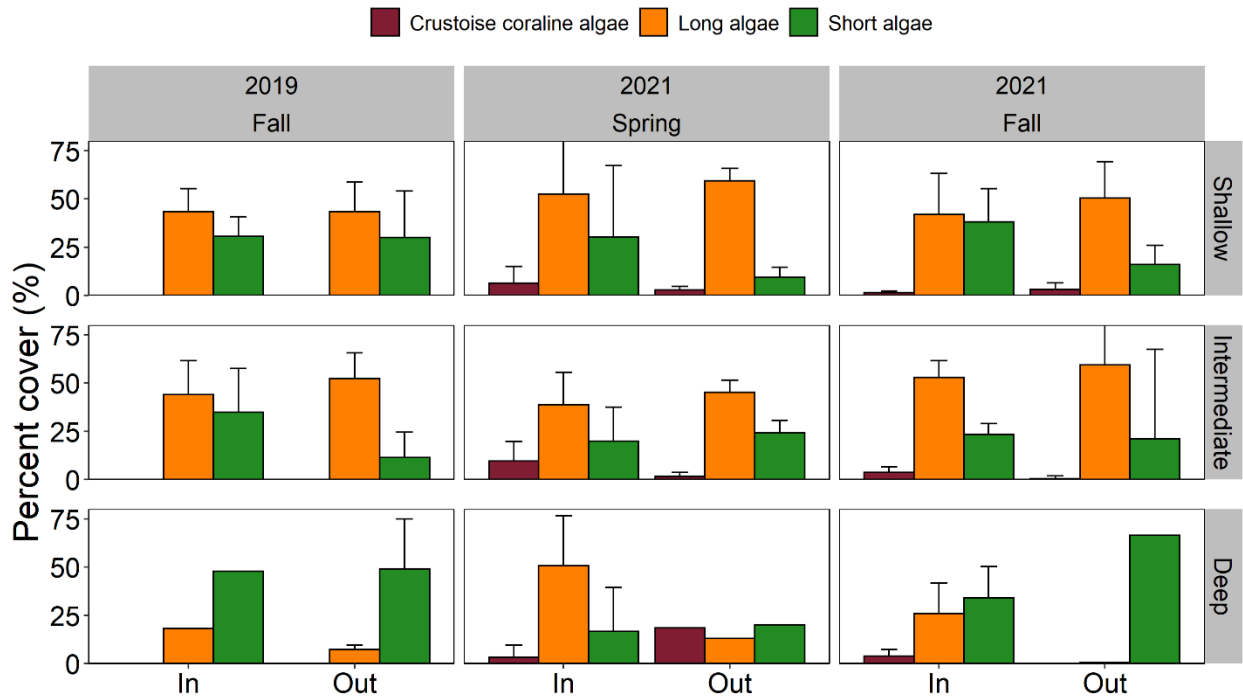 Crustoise coraline algae Long algae Short algae
2019 2021 2021
Fall Spring Fall
Percent cover (%)
75
50
25
0
Shallow
75
50
25
0
Intermediate
75
50
25
0
Deep
In Out In Out In Out